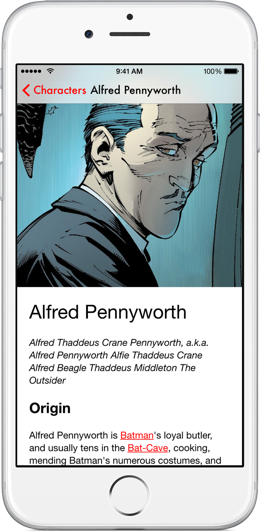 9:41 AM 100%
Characters Alfred Pennyworth
Alfred Pennyworth
Alfred Thaddeus Crane Pennyworth, a.k.a.
Alfred Pennyworth Alfie Thaddeus Crane
Alfred Beagle Thaddeus Middleton The
Outsider
Origin
Alfred Pennyworth is Batman's loyal butler,
and usually tens in the Bat-Cave, cooking,
mending Batman's numerous costumes, and